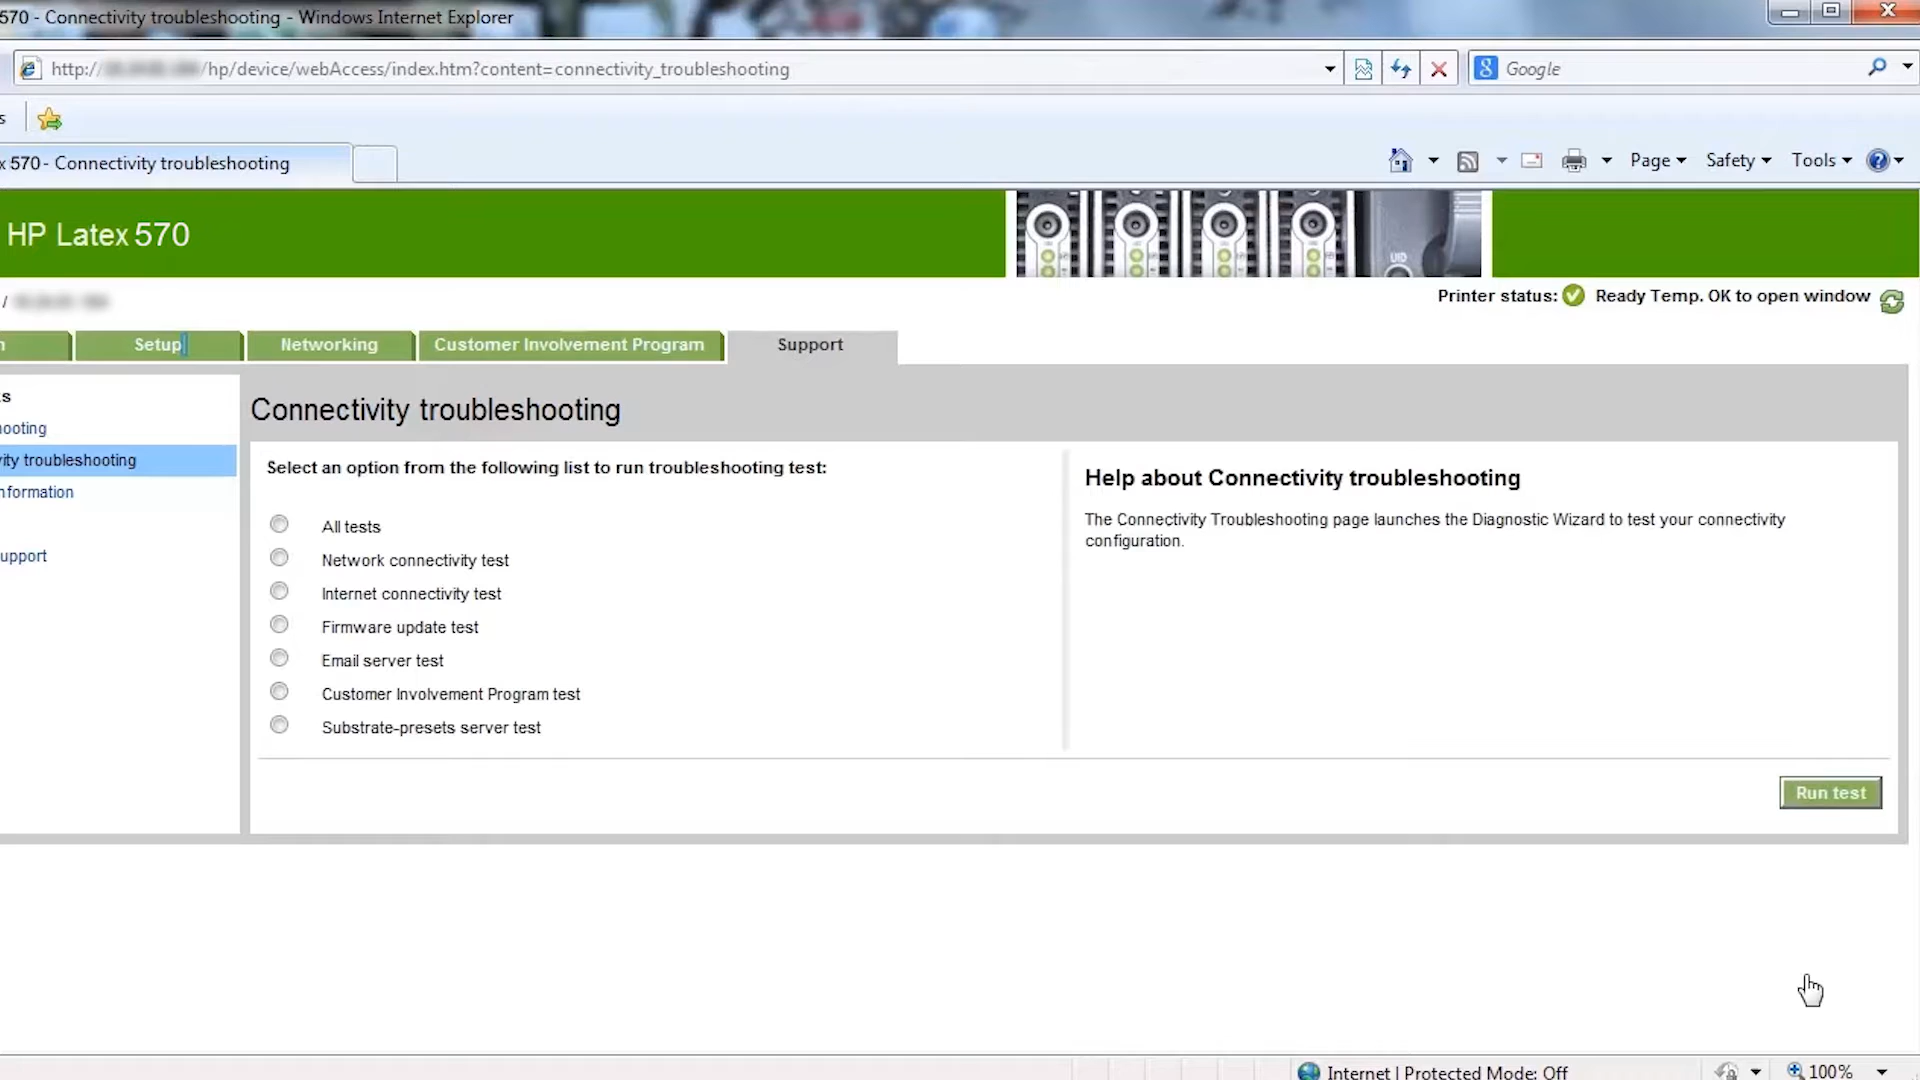 570 - Connectivity troubleshooting - Windows Internet Explorer
http:// /hp/device/webAccess/index.htm?content=connectivity_troubleshooting
Google
s
x 570 - Connectivity troubleshooting
Page Safety Tools
HP Latex 570
UID
/
Printer status: Ready Temp. OK to open window
n Setup Networking Customer Involvement Program Support
ks
hooting
vity troubleshooting
nformation
upport
Connectivity troubleshooting
Select an option from the following list to run troubleshooting test:
All tests
Network connectivity test
Internet connectivity test
Firmware update test
Email server test
Customer Involvement Program test
Substrate-presets server test
Help about Connectivity troubleshooting
The Connectivity Troubleshooting page launches the Diagnostic Wizard to test your connectivity
configuration.
Run test
Internet | Protected Mode: Off
100%